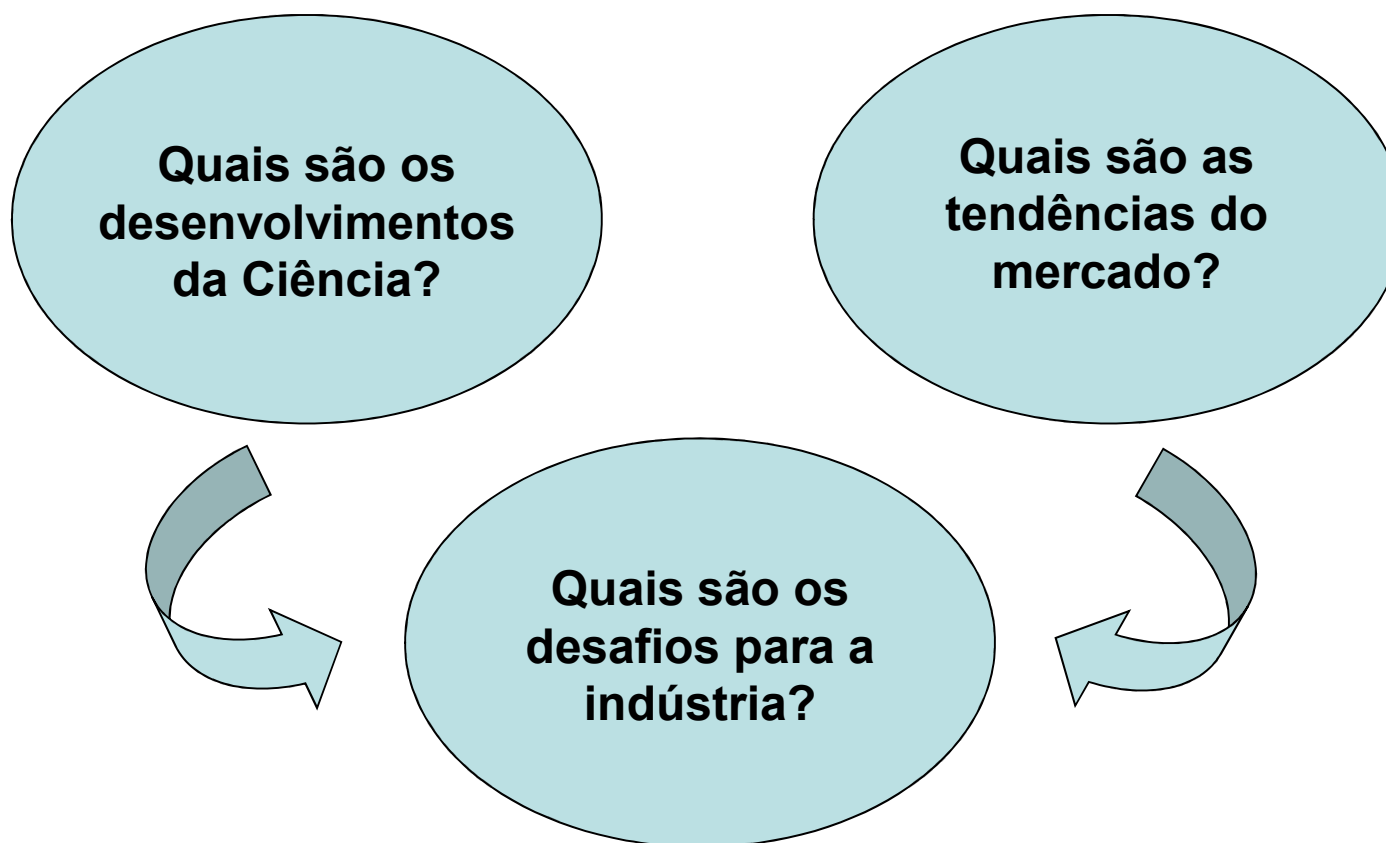 Quais são os
desenvolvimentos
da Ciência?
Quais são as
tendências do
mercado?
Quais são os
desafios para a
indústria?